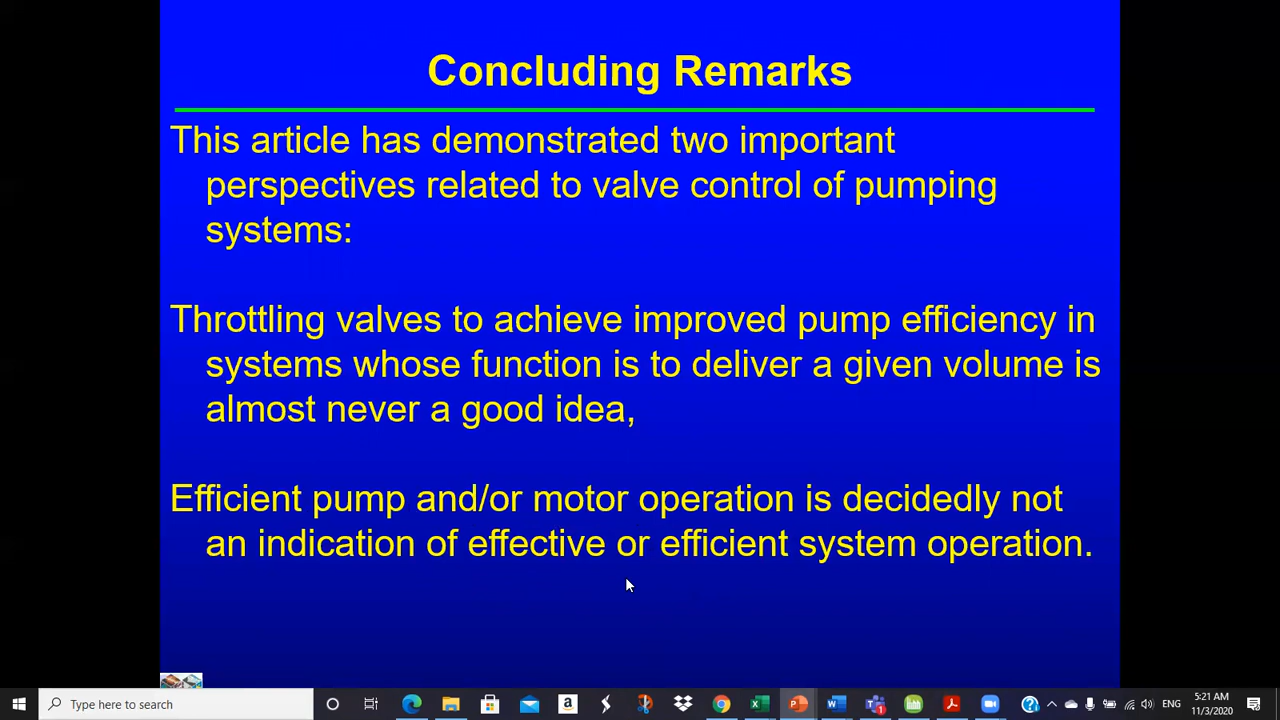 Concluding Remarks
This article has demonstrated two important
perspectives related to valve control of pumping
systems:
Throttling valves to achieve improved pump efficiency in
systems whose function is to deliver a given volume is
almost never a good idea,
Efficient pump and/or motor operation is decidedly not
an indication of effective or efficient system operation.
Type here to search
ENG
5:21 AM
11/3/2020